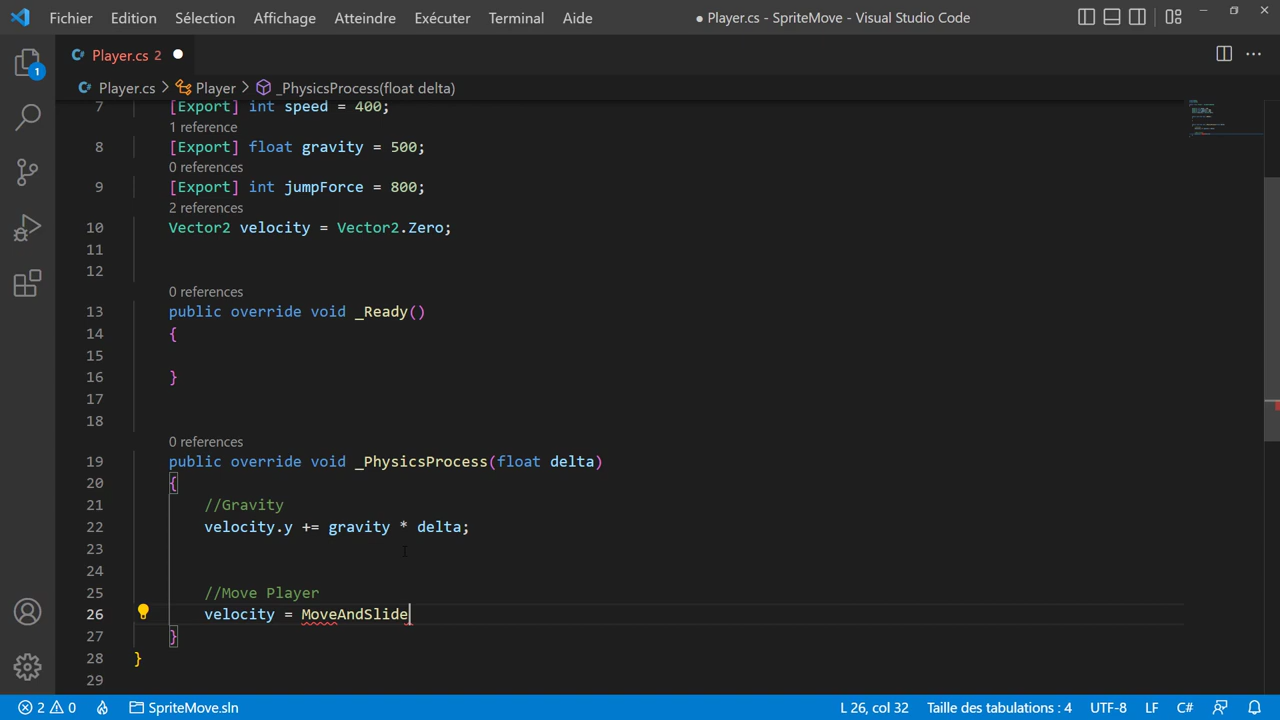 Fichier Edition Sélection Affichage Atteindre Exécuter Terminal Aide ● Player.cs - SpriteMove - Visual Studio Code
Player.cs 2
Player.cs > Player > _PhysicsProcess(float delta)
1
7 [Export] int speed = 400;
1 reference
8 [Export] float gravity = 500;
0 references
9 [Export] int jumpForce = 800;
2 references
10 Vector2 velocity = Vector2.Zero;
11
12
0 references
13 public override void _Ready()
14 {
15
16 }
17
18
0 references
19 public override void _PhysicsProcess(float delta)
20 {
21 //Gravity
22 velocity.y += gravity * delta;
23
24
25 //Move Player
26 velocity = MoveAndSlide
27 }
28 }
29
2 0 SpriteMove.sln L 26, col 32 Taille des tabulations : 4 UTF-8 LF C#